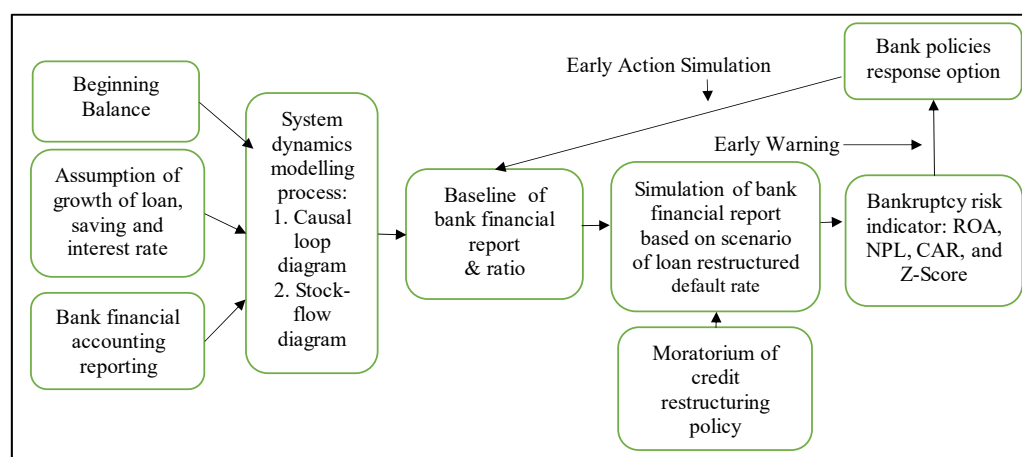 Beginning
Balance
Assumption of
growth of loan,
saving and
interest rate
Bank financial
accounting
reporting
System
dynamics
modelling
process:
1. Causal
loop
diagram
2. Stock-
flow
diagram
Baseline of
bank financial
report
& ratio
Early Action Simulation
Simulation of bank
financial report
based on scenario
of loan restructured
default rate
Moratorium of
credit
restructuring
policy
Bank policies
response option
Early Warning
Bankruptcy risk
indicator: ROA,
NPL, CAR, and
Z-Score